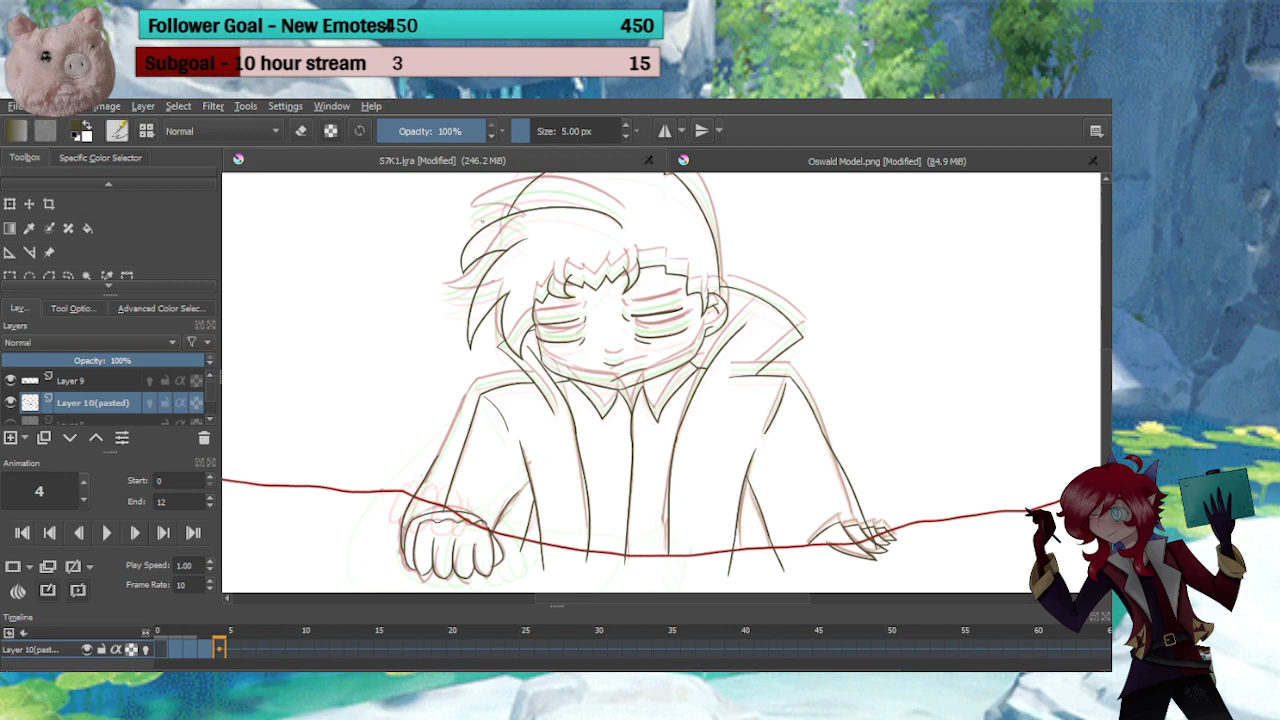 Follower Goal - New Emotes! 450 450
Subgoal - 10 hour stream 3 15
File Image Layer Select Filter Tools Settings Window Help
Normal Opacity: 100% Size: 5.00 px
Toolbox Specific Color Selector
S7K1.kra [Modified] (246.2 MiB) Oswald Model.png [Modified] (84.9 MiB)
Lay... Tool Optio... Advanced Color Selec...
Layers
Normal
Opacity: 100%
Layer 9
Layer 10(pasted)
Animation
4 Start: 0
End: 12
Play Speed: 1.00
Frame Rate: 10
Timeline
0 5 10 15 20 25 30 35 40 45 50 55 60
Layer 10(past...